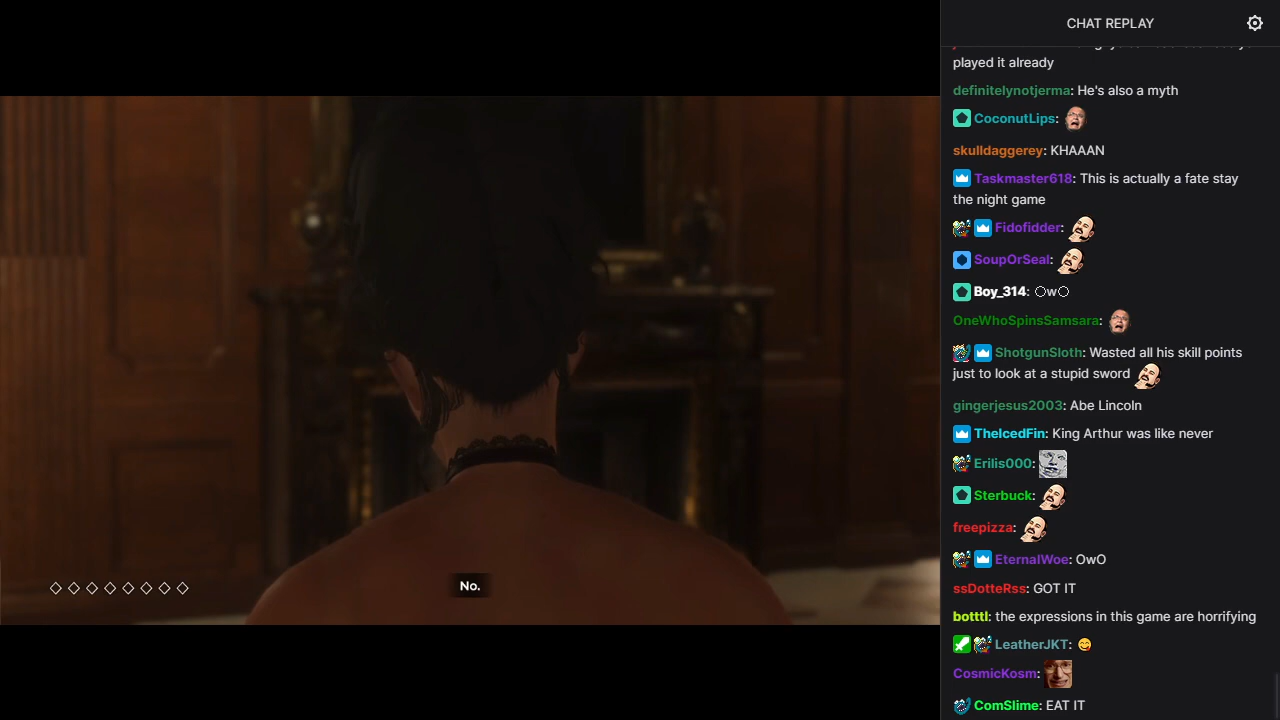 CHAT REPLAY
played it already
definitelynotjerma: He's also a myth
CoconutLips:
skulldaggerey: KHAAAN
Taskmaster618: This is actually a fate stay
the night game
Fidofidder:
SoupOrSeal:
Boy_314: OwO
OneWhoSpinsSamsara:
ShotgunSloth: Wasted all his skill points
just to look at a stupid sword
gingerjesus2003: Abe Lincoln
TheIcedFin: King Arthur was like never
Erilis000:
Sterbuck:
freepizza:
EternalWoe: OwO
ssDotteRss: GOT IT
botttl: the expressions in this game are horrifying
LeatherJKT:
CosmicKosm:
ComSlime: EAT IT
No.